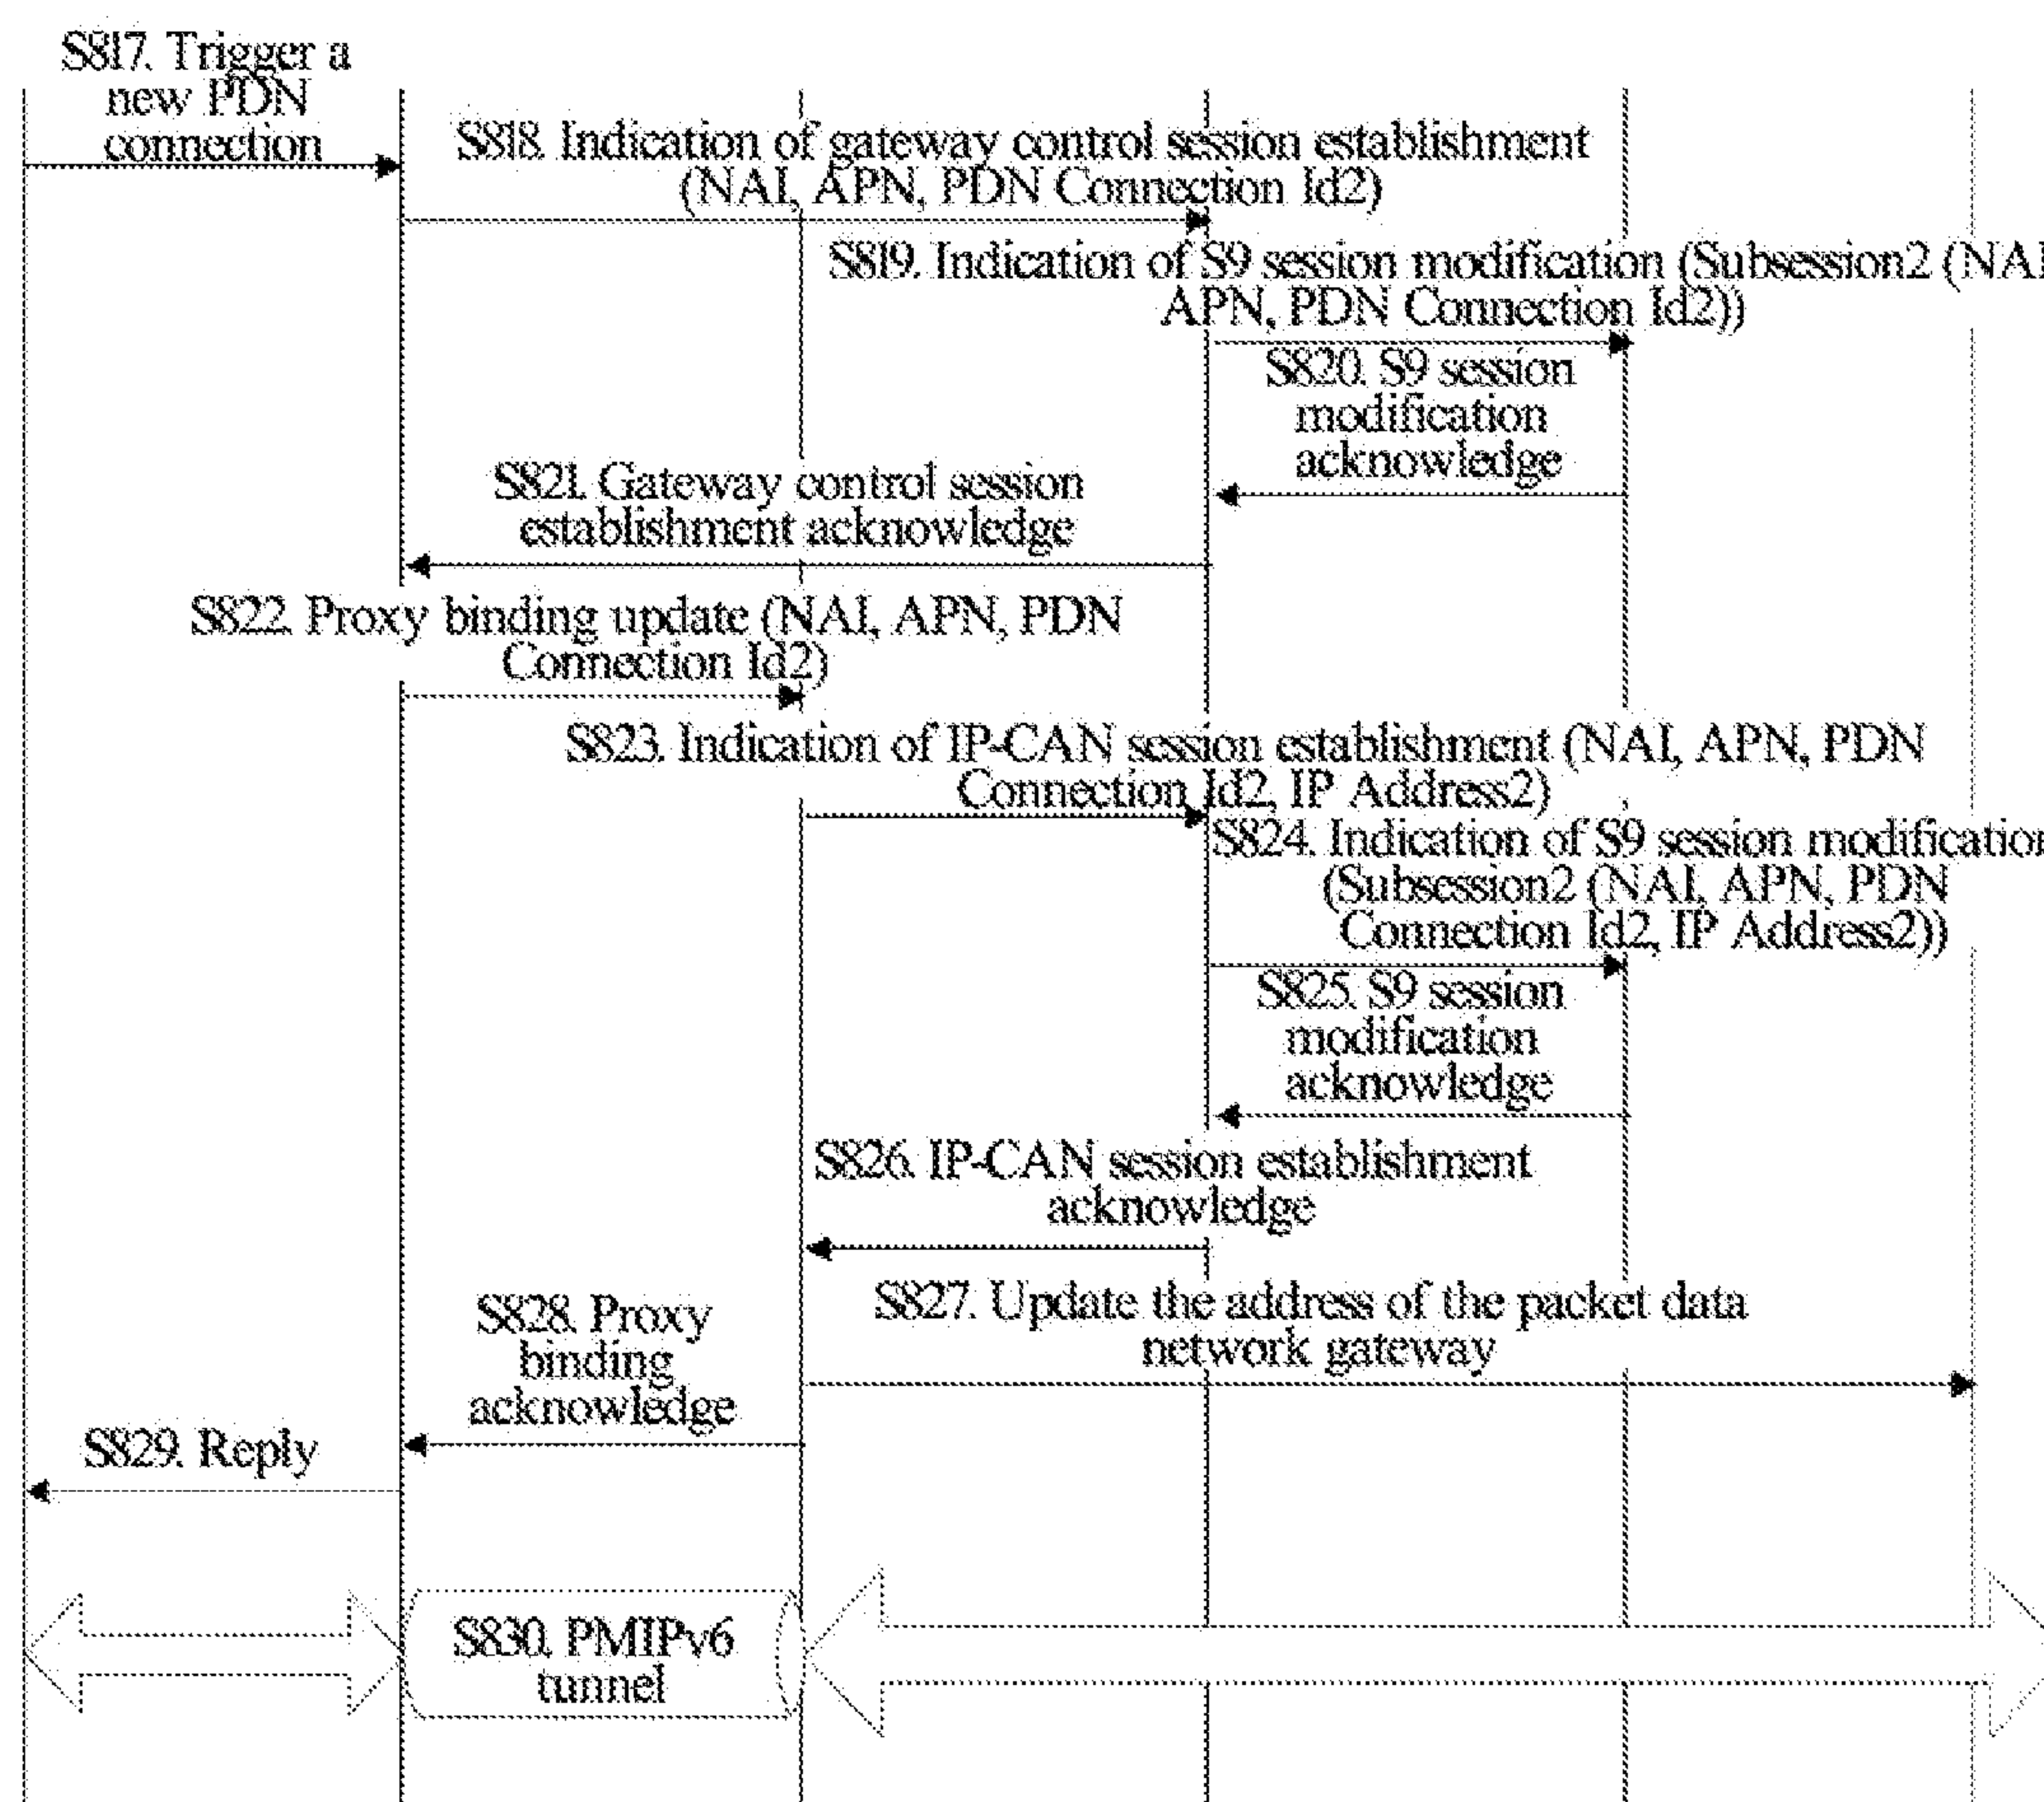 S817. Trigger a
new PDN
connection
S818. Indication of gateway control session establishment
(NAI, APN, PDN Connection Id2)
S819. Indication of S9 session modification (Subsession2 (NAI
APN, PDN Connection Id2))
S820. S9 session
modification
acknowledge
S821. Gateway control session
establishment acknowledge
S822. Proxy binding update (NAI, APN, PDN
Connection Id2)
S823. Indication of IP-CAN session establishment (NAI, APN, PDN
Connection Id2, IP Address2)
S824. Indication of S9 session modification
(Subsession2 (NAI, APN, PDN
Connection Id2, IP Address2))
S825. S9 session
modification
acknowledge
S826. IP-CAN session establishment
acknowledge
S827. Update the address of the packet data
network gateway
S828. Proxy
binding
acknowledge
S829. Reply
S830. PMIPv6
tunnel